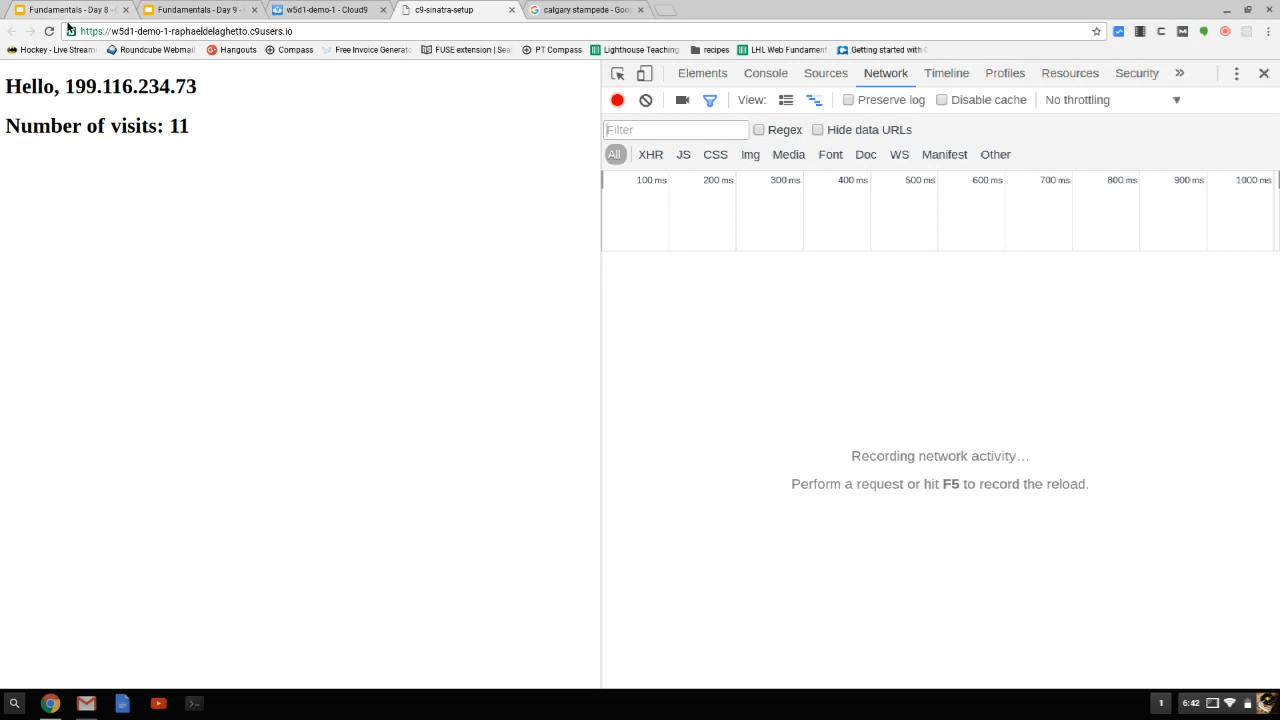 Fundamentals - Day 8 -
Fundamentals - Day 9 -
w5d1-demo-1 - Cloud9
c9-sinatra-setup
calgary stampede - Goo
https://w5d1-demo-1-raphaeldelaghetto.c9users.io
Hockey - Live Stream
Roundcube Webmail
Hangouts
Compass
Free Invoice Generato
FUSE extension | Sea
PT Compass
Lighthouse Teaching
recipes
LHL Web Fundament
Getting started with
Hello, 199.116.234.73
Number of visits: 11
Elements Console Sources Network Timeline Profiles Resources Security »
View: Preserve log Disable cache No throttling
Filter Regex Hide data URLs
All XHR JS CSS Img Media Font Doc WS Manifest Other
100 ms 200 ms 300 ms 400 ms 500 ms 600 ms 700 ms 800 ms 900 ms 1000 ms
Recording network activity…
Perform a request or hit F5 to record the reload.
1 6:42